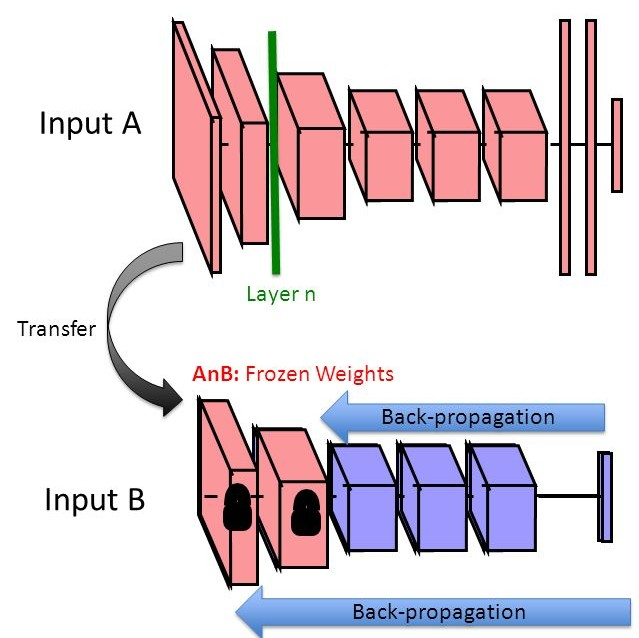 Input A
Layer n
Transfer
AnB: Frozen Weights
Back-propagation
Input B
Back-propagation